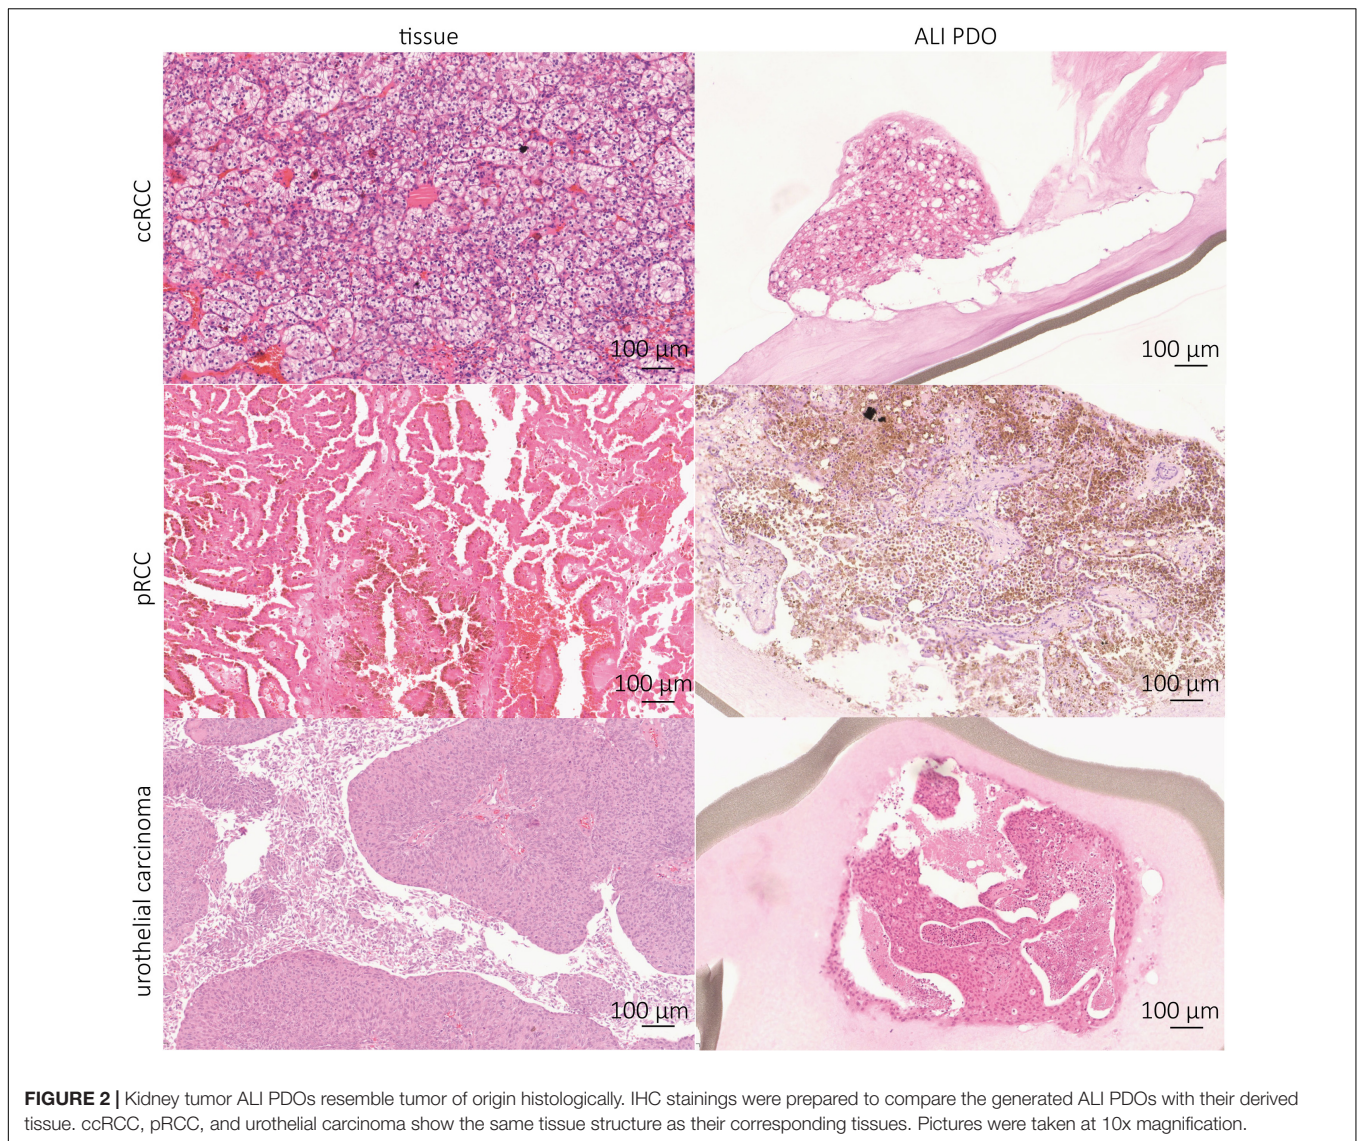 tissue
ALI PDO
ccRCC
100 µm
100 µm
pRCC
100 µm
100 µm
urothelial carcinoma
100 µm
100 µm
FIGURE 2 | Kidney tumor ALI PDOs resemble tumor of origin histologically. IHC stainings were prepared to compare the generated ALI PDOs with their derived
tissue. ccRCC, pRCC, and urothelial carcinoma show the same tissue structure as their corresponding tissues. Pictures were taken at 10x magnification.